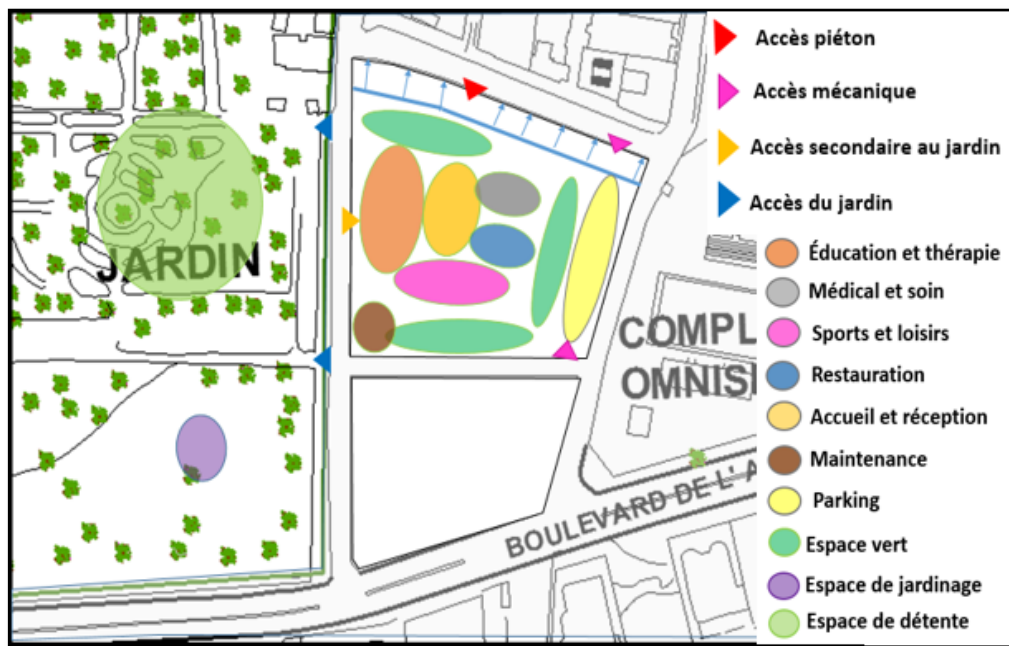 JARDIN
COMPL
OMNIS
BOULEVARD DE L' A
Accès piéton
Accès mécanique
Accès secondaire au jardin
Accès du jardin
Éducation et thérapie
Médical et soin
Sports et loisirs
Restauration
Accueil et réception
Maintenance
Parking
Espace vert
Espace de jardinage
Espace de détente